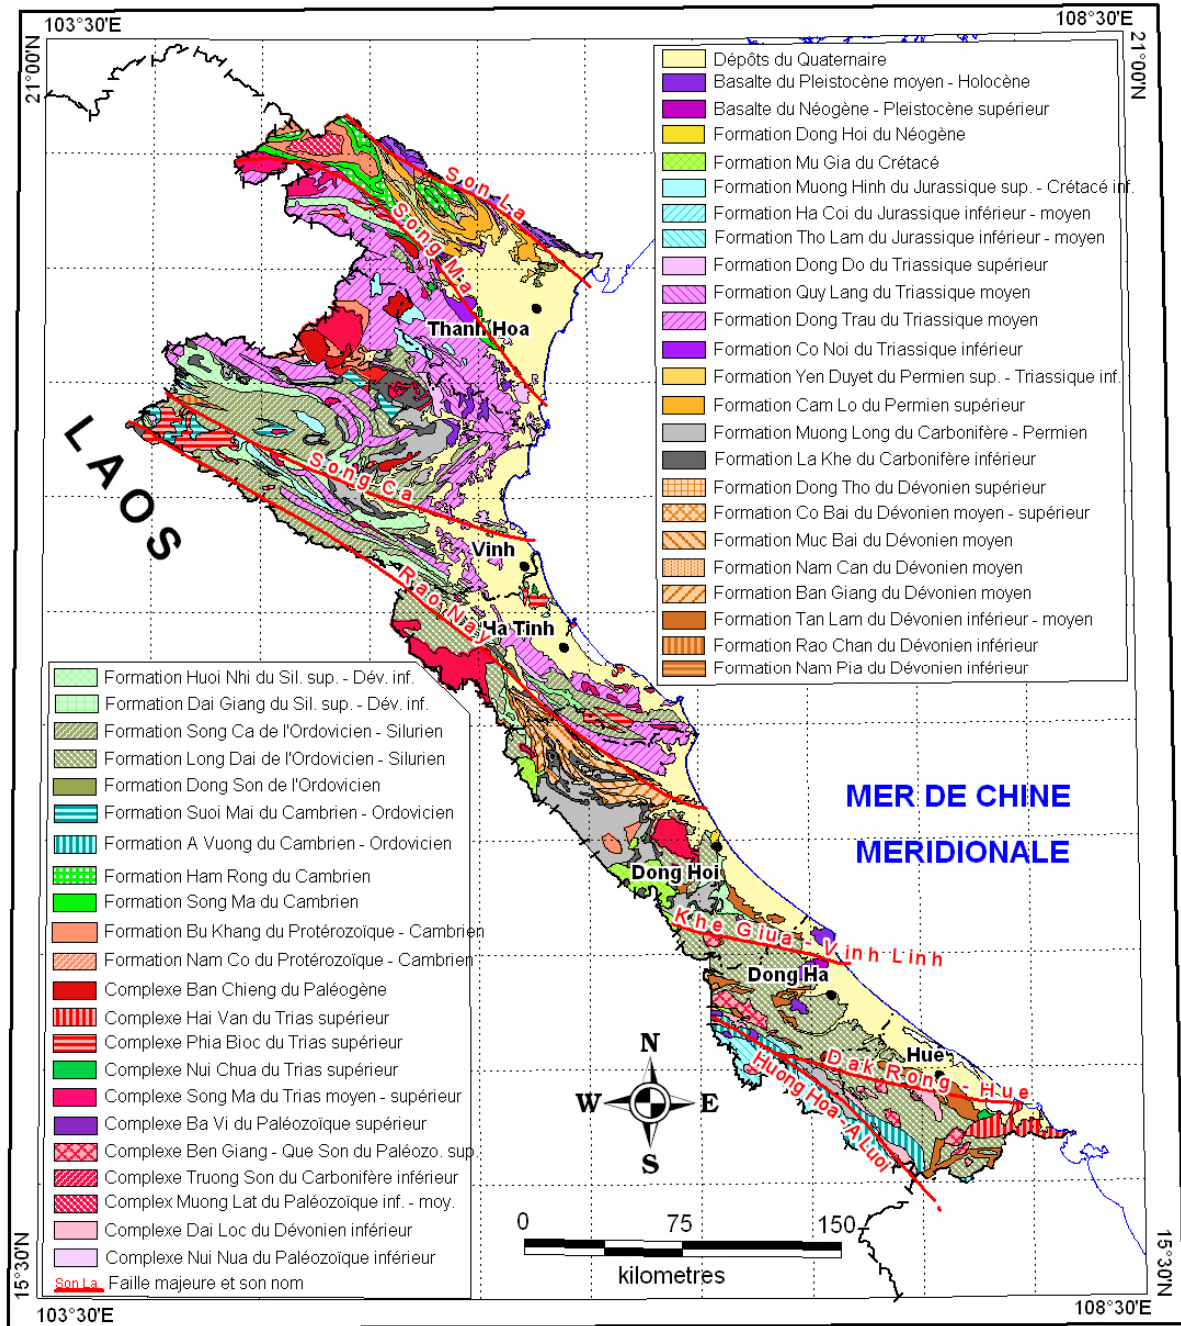 103°30'E
108°30'E
21°00'N
21°00'N
Dépôts du Quaternaire
Basalte du Pleistocène moyen - Holocène
Basalte du Néogène - Pleistocène supérieur
Formation Dong Hoi du Néogène
Formation Mu Gia du Crétacé
Formation Muong Hinh du Jurassique sup. - Crétacé inf.
Formation Ha Coi du Jurassique inférieur - moyen
Formation Tho Lam du Jurassique inférieur - moyen
Formation Dong Do du Triassique supérieur
Formation Quy Lang du Triassique moyen
Formation Dong Trau du Triassique moyen
Formation Co Noi du Triassique inférieur
Formation Yen Duyet du Permien sup. - Triassique inf.
Formation Cam Lo du Permien supérieur
Formation Muong Long du Carbonifère - Permien
Formation La Khe du Carbonifère inférieur
Formation Dong Tho du Dévonien supérieur
Formation Co Bai du Dévonien moyen - supérieur
Formation Muc Bai du Dévonien moyen
Formation Nam Can du Dévonien moyen
Formation Ban Giang du Dévonien moyen
Formation Tan Lam du Dévonien inférieur - moyen
Formation Rao Chan du Dévonien inférieur
Formation Nam Pia du Dévonien inférieur
Son La
Song Ma
Thanh Hoa
LAOS
Song Ca
Vinh
Rao Nay
Ha Tinh
MER DE CHINE
MERIDIONALE
Dong Hoi
Khe Giua - Vinh Linh
Dong Ha
Huê
Dak Rong - Hue
Huong Hoa - A Luoi
Formation Huoi Nhi du Sil. sup. - Dév. inf.
Formation Dai Giang du Sil. sup. - Dév. inf.
Formation Song Ca de l'Ordovicien - Silurien
Formation Long Dai de l'Ordovicien - Silurien
Formation Dong Son de l'Ordovicien
Formation Suoi Mai du Cambrien - Ordovicien
Formation A Vuong du Cambrien - Ordovicien
Formation Ham Rong du Cambrien
Formation Song Ma du Cambrien
Formation Bu Khang du Protérozoïque - Cambrien
Formation Nam Co du Protérozoïque - Cambrien
Complexe Ban Chieng du Paléogène
Complexe Hai Van du Trias supérieur
Complexe Phia Bioc du Trias supérieur
Complexe Nui Chua du Trias supérieur
Complexe Song Ma du Trias moyen - supérieur
Complexe Ba Vi du Paléozoïque supérieur
Complexe Ben Giang - Que Son du Paléozo. sup.
Complexe Truong Son du Carbonifère inférieur
Complex Muong Lat du Paléozoïque inf. - moy.
Complexe Dai Loc du Dévonien inférieur
Complexe Nui Nua du Paléozoïque inférieur
Son La Faille majeure et son nom
N
W E
S
0 75 150
kilometres
15°30'N
15°30'N
103°30'E
108°30'E